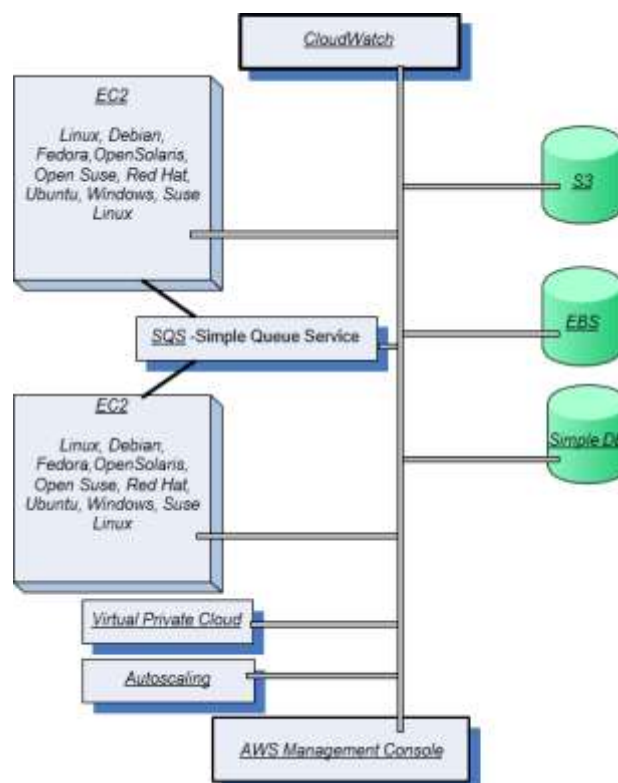 CloudWatch
EC2
Linux, Debian,
Fedora,OpenSolaris,
Open Suse, Red Hat,
Ubuntu, Windows, Suse
Linux
S3
SQS -Simple Queue Service
EBS
EC2
Linux, Debian,
Fedora,OpenSolaris,
Open Suse, Red Hat,
Ubuntu, Windows, Suse
Linux
Simple Db
Virtual Private Cloud
Autoscaling
AWS Management Console